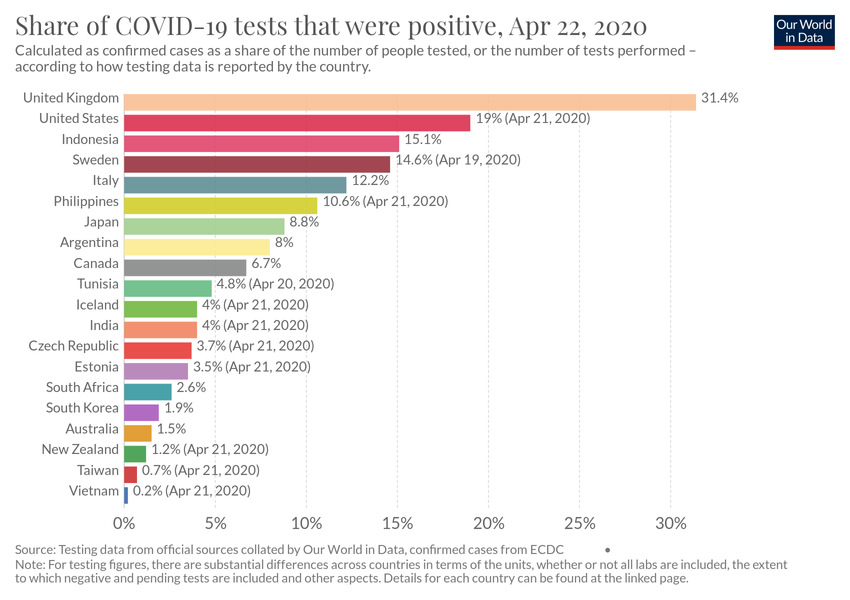 Share of COVID-19 tests that were positive, Apr 22, 2020
Our World
in Data
Calculated as confirmed cases as a share of the number of people tested, or the number of tests performed –
according to how testing data is reported by the country.
United Kingdom 31.4%
United States 19% (Apr 21, 2020)
Indonesia 15.1%
Sweden 14.6% (Apr 19, 2020)
Italy 12.2%
Philippines 10.6% (Apr 21, 2020)
Japan 8.8%
Argentina 8%
Canada 6.7%
Tunisia 4.8% (Apr 20, 2020)
Iceland 4% (Apr 21, 2020)
India 4% (Apr 21, 2020)
Czech Republic 3.7% (Apr 21, 2020)
Estonia 3.5% (Apr 21, 2020)
South Africa 2.6%
South Korea 1.9%
Australia 1.5%
New Zealand 1.2% (Apr 21, 2020)
Taiwan 0.7% (Apr 21, 2020)
Vietnam 0.2% (Apr 21, 2020)
0% 5% 10% 15% 20% 25% 30%
Source: Testing data from official sources collated by Our World in Data, confirmed cases from ECDC •
Note: For testing figures, there are substantial differences across countries in terms of the units, whether or not all labs are included, the extent
to which negative and pending tests are included and other aspects. Details for each country can be found at the linked page.